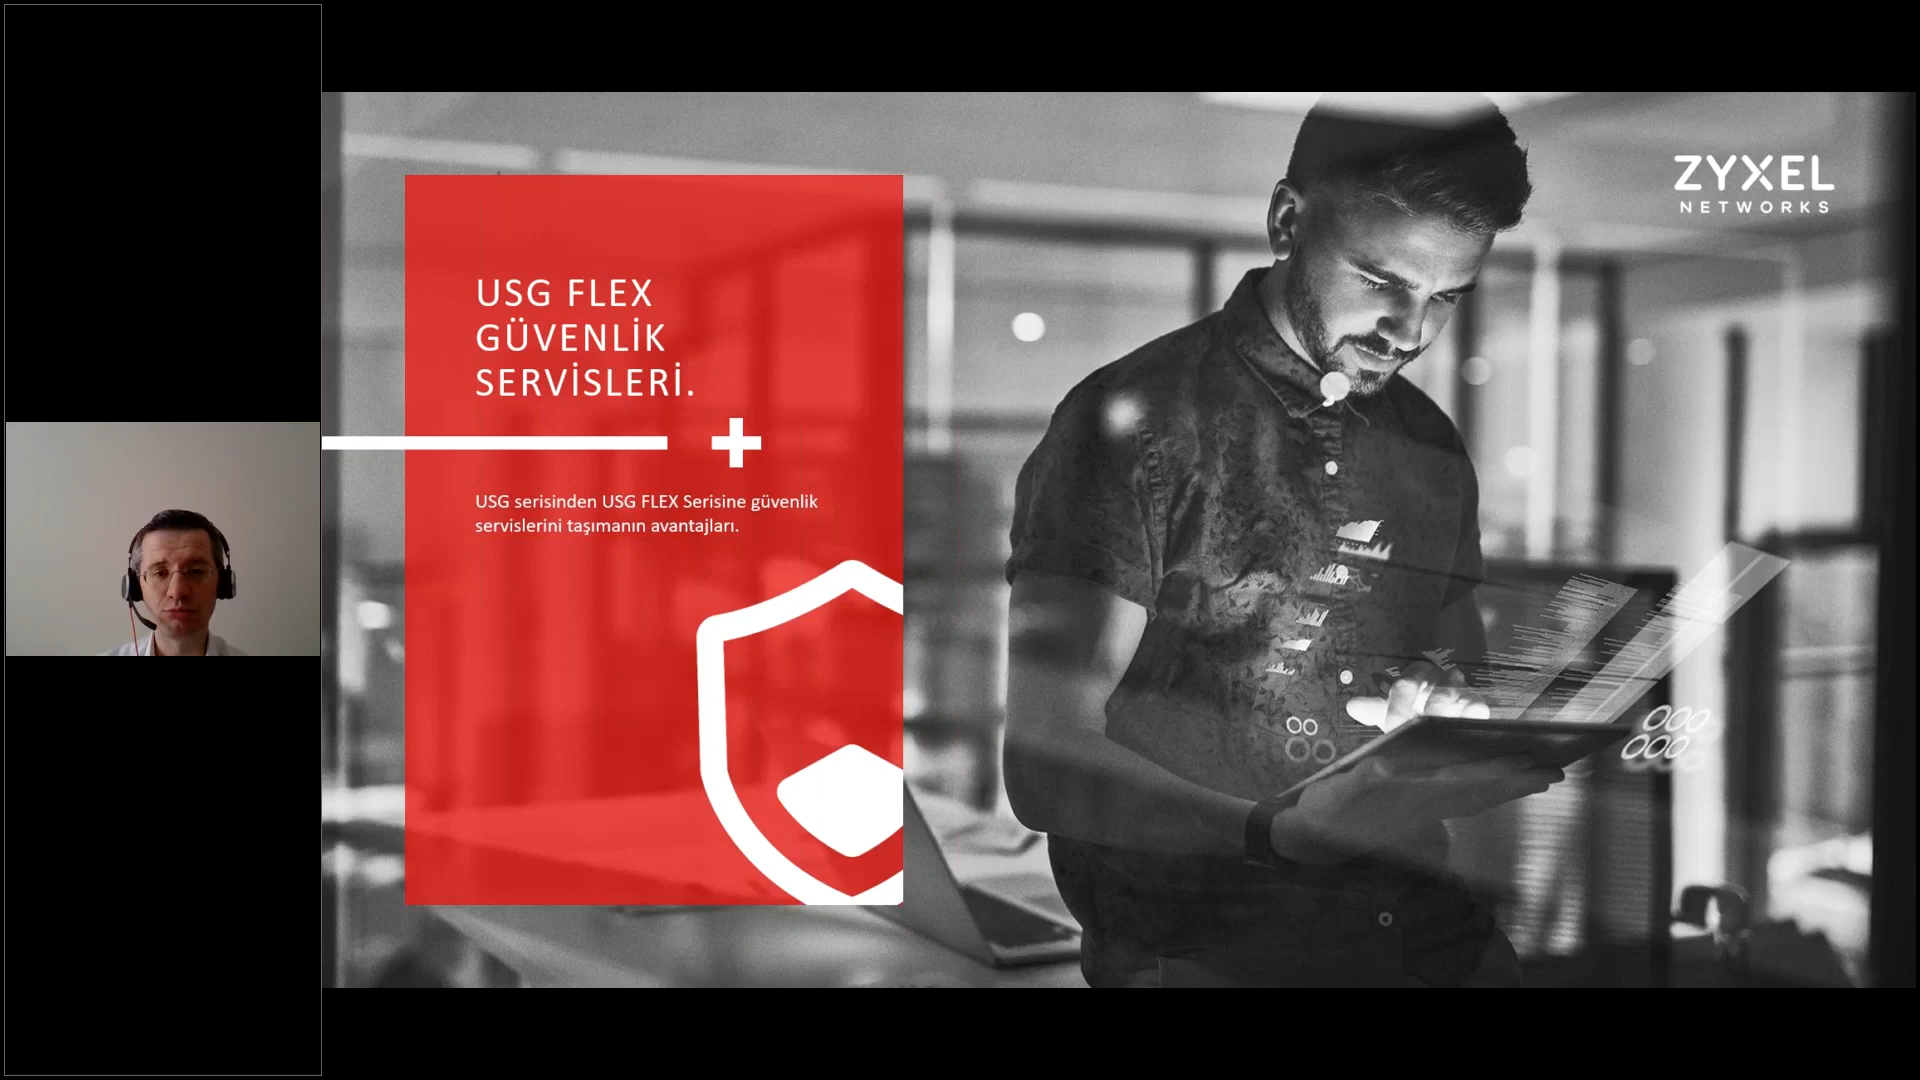 USG FLEX
GÜVENLİK
SERVİSLERİ.
USG serisinden USG FLEX Serisine güvenlik
servislerini taşımanın avantajları.
ZYXEL
NETWORKS